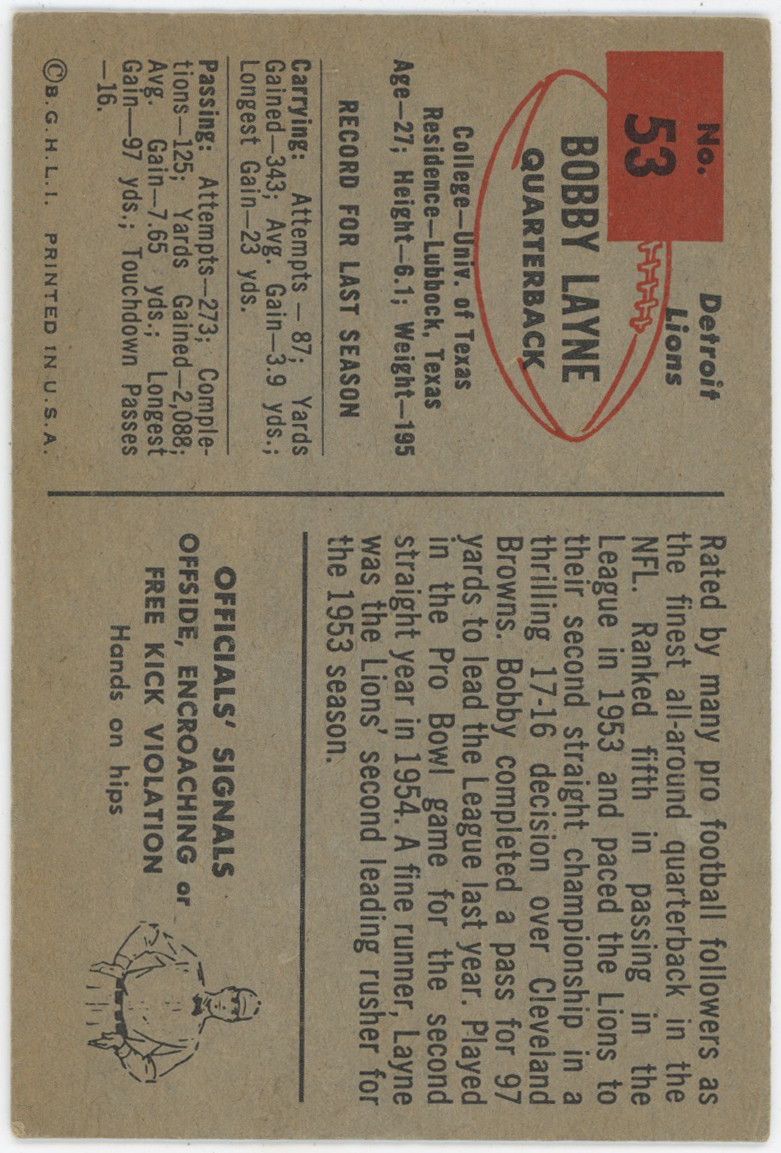 No.
53
Detroit
Lions
BOBBY LAYNE
QUARTERBACK
College—Univ. of Texas
Residence—Lubbock, Texas
Age—27; Height—6.1; Weight—195
RECORD FOR LAST SEASON
Carrying: Attempts — 87; Yards
Gained—343; Avg. Gain—3.9 yds.;
Longest Gain—23 yds.
Passing: Attempts—273; Comple-
tions—125; Yards Gained—2,088;
Avg. Gain—7.65 yds.; Longest
Gain—97 yds.; Touchdown Passes
—16.
©B.G.H.L.I. PRINTED IN U.S.A.
Rated by many pro football followers as
the finest all-around quarterback in the
NFL. Ranked fifth in passing in the
League in 1953 and paced the Lions to
their second straight championship in a
thrilling 17-16 decision over Cleveland
Browns. Bobby completed a pass for 97
yards to lead the League last year. Played
in the Pro Bowl game for the second
straight year in 1954. A fine runner, Layne
was the Lions' second leading rusher for
the 1953 season.
OFFICIALS' SIGNALS
OFFSIDE, ENCROACHING or
FREE KICK VIOLATION
Hands on hips